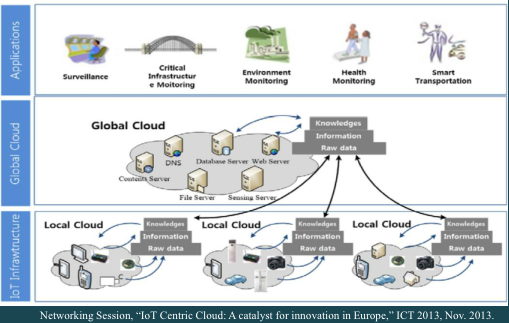 Applications
Surveillance
Critical
Infrastructur
e Moitoring
Environment
Monitoring
Health
Monitoring
Smart
Transportation
Global Cloud
Global Cloud
DNS
Database Server
Web Server
Contents Server
File Server
Sensing Server
Knowledges
Information
Raw data
IoT Infrawtructure
Local Cloud
Knowledges
Information
Raw data
Local Cloud
Knowledges
Information
Raw data
Local Cloud
Knowledges
Information
Raw data
Networking Session, “IoT Centric Cloud: A catalyst for innovation in Europe,” ICT 2013, Nov. 2013.